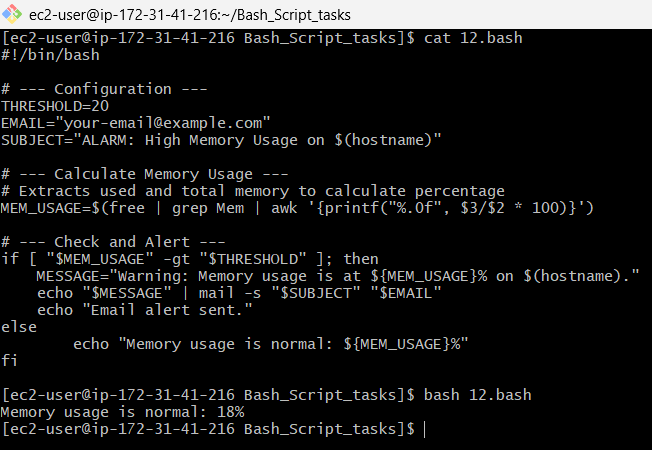 ec2-user@ip-172-31-41-216:~/Bash_Script_tasks
[ec2-user@ip-172-31-41-216 Bash_Script_tasks]$ cat 12.bash
#!/bin/bash

# --- Configuration ---
THRESHOLD=20
EMAIL="your-email@example.com"
SUBJECT="ALARM: High Memory Usage on $(hostname)"

# --- Calculate Memory Usage ---
# Extracts used and total memory to calculate percentage
MEM_USAGE=$(free | grep Mem | awk '{printf("%.0f", $3/$2 * 100)}')

# --- Check and Alert ---
if [ "$MEM_USAGE" -gt "$THRESHOLD" ]; then
    MESSAGE="Warning: Memory usage is at ${MEM_USAGE}% on $(hostname)."
    echo "$MESSAGE" | mail -s "$SUBJECT" "$EMAIL"
    echo "Email alert sent."
else
        echo "Memory usage is normal: ${MEM_USAGE}%"
fi

[ec2-user@ip-172-31-41-216 Bash_Script_tasks]$ bash 12.bash
Memory usage is normal: 18%
[ec2-user@ip-172-31-41-216 Bash_Script_tasks]$